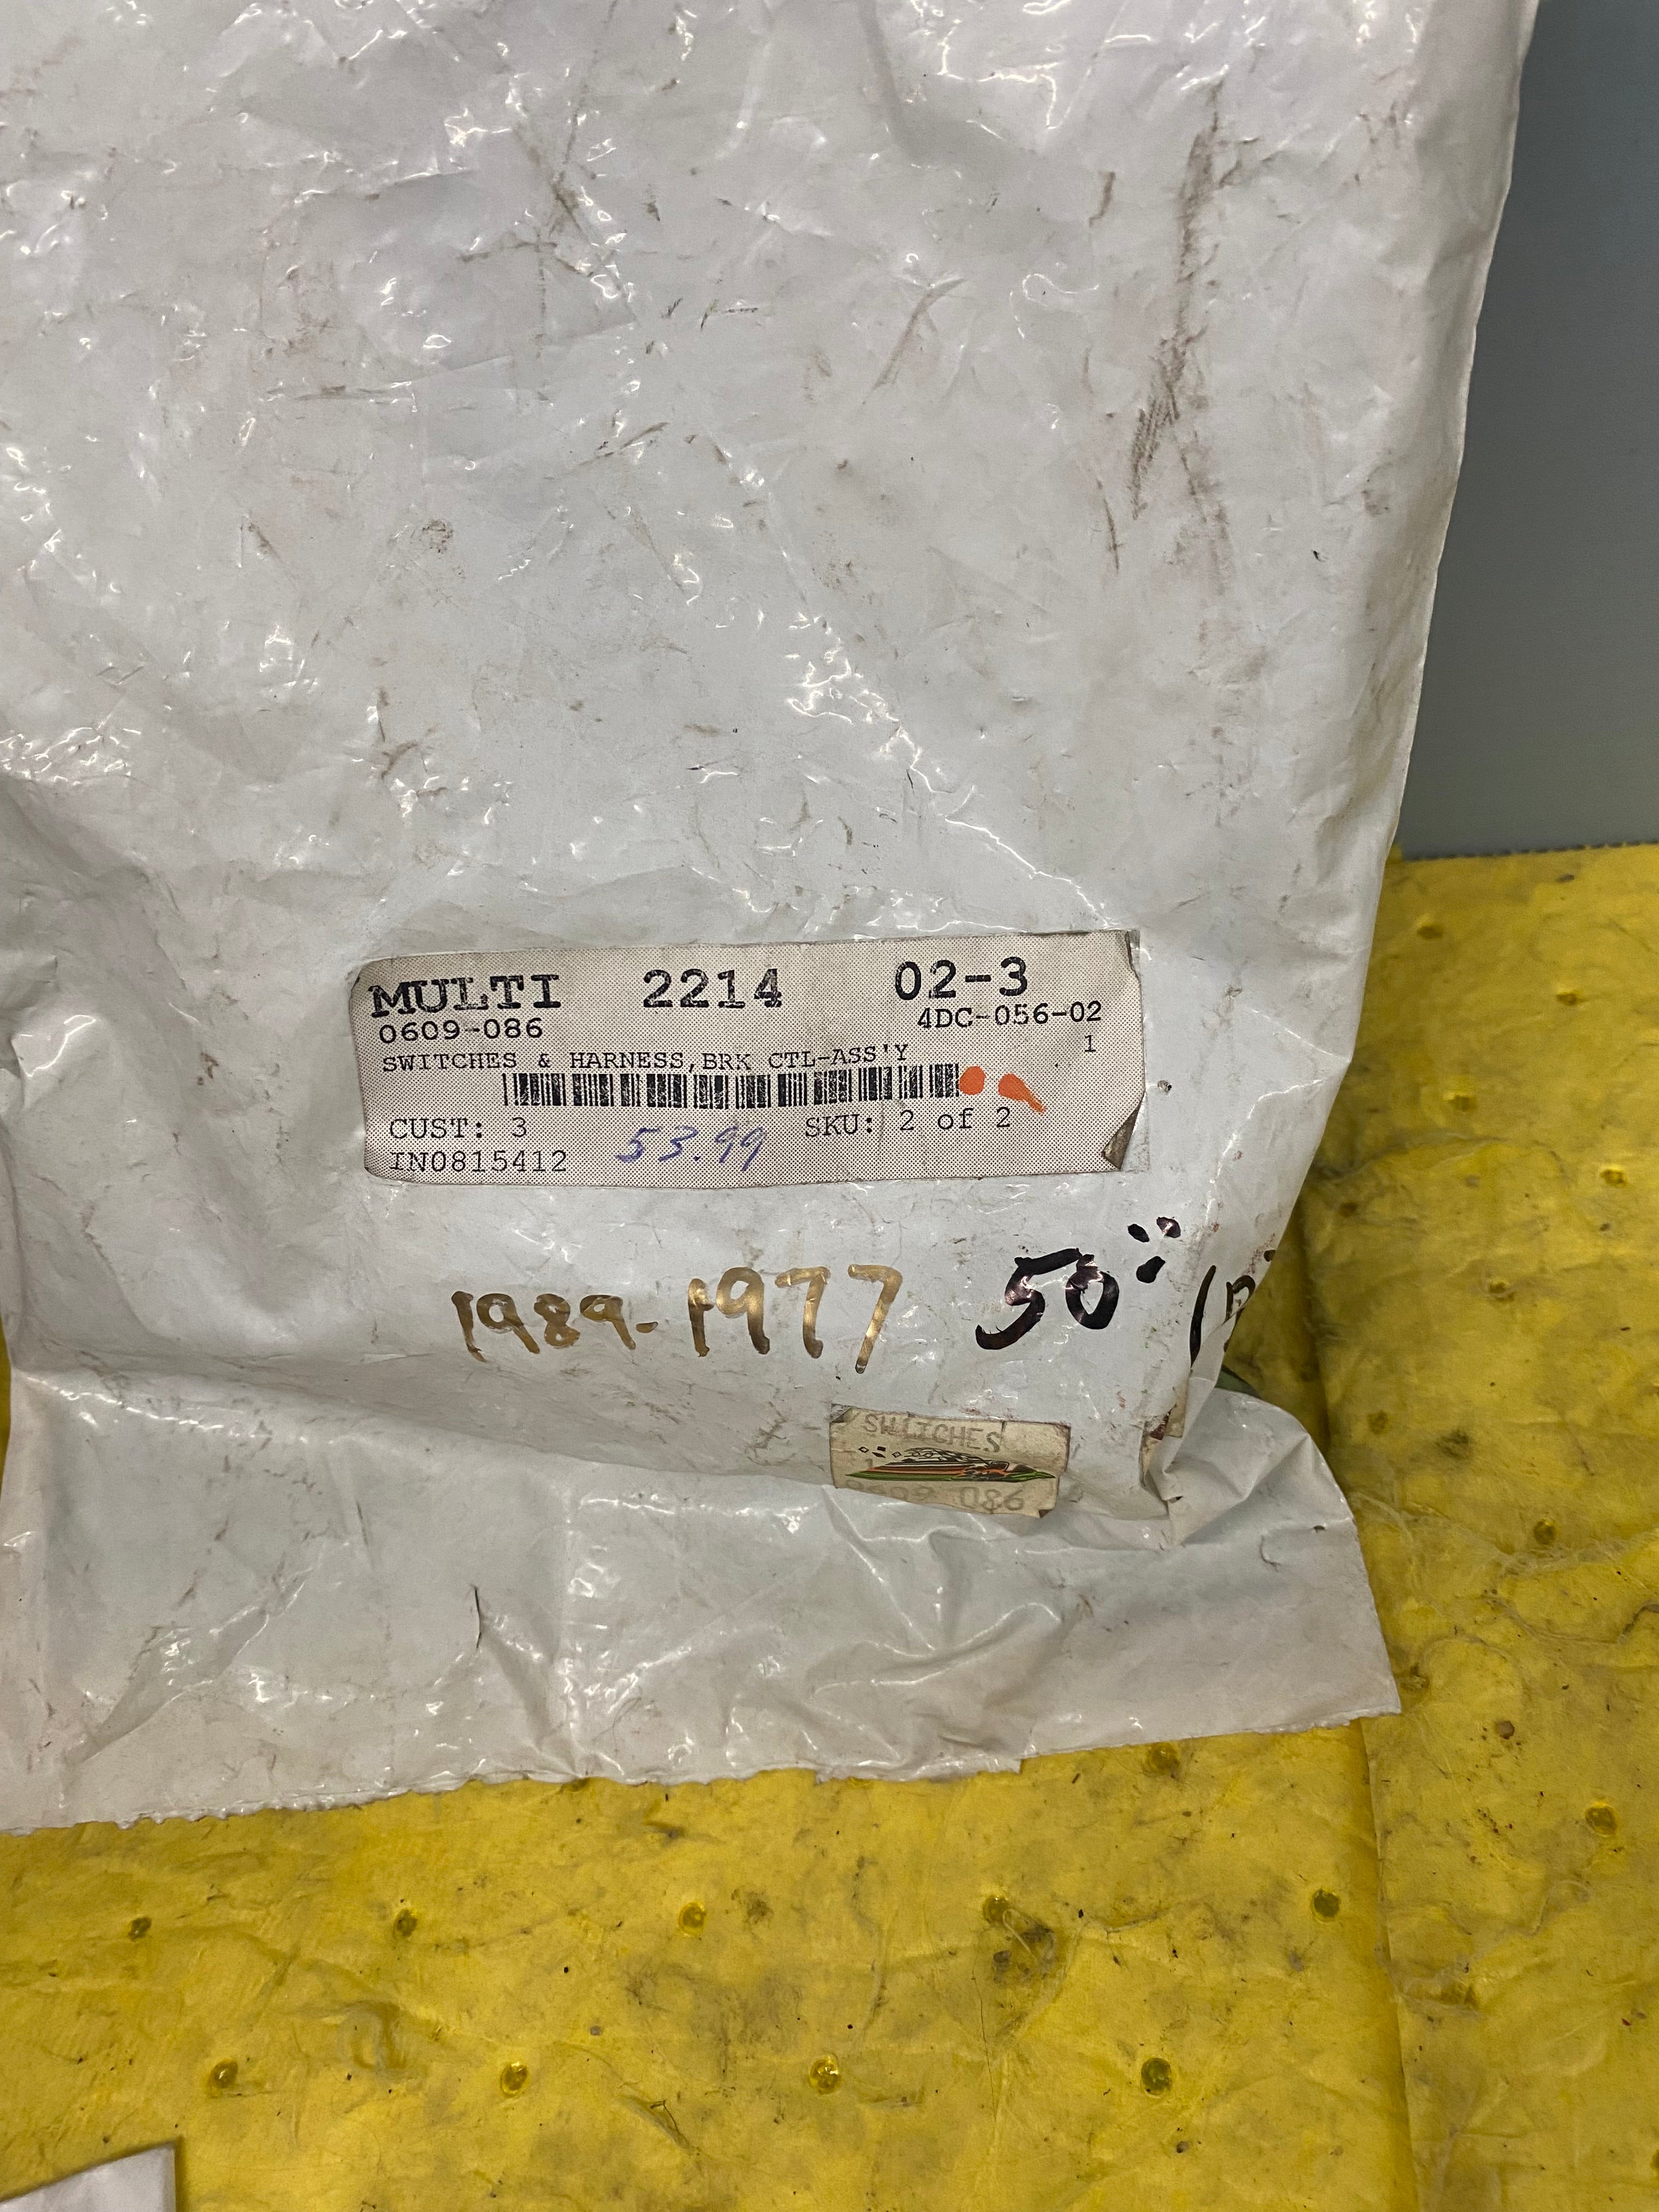 MULTI 2214 02-3
0609-086 4DC-056-02
SWITCHES & HARNESS,BRK CTL-ASS'Y 1
CUST: 3 53.99 SKU: 2 of 2
IN0815412
1989-1977 50
SWITCHES
086